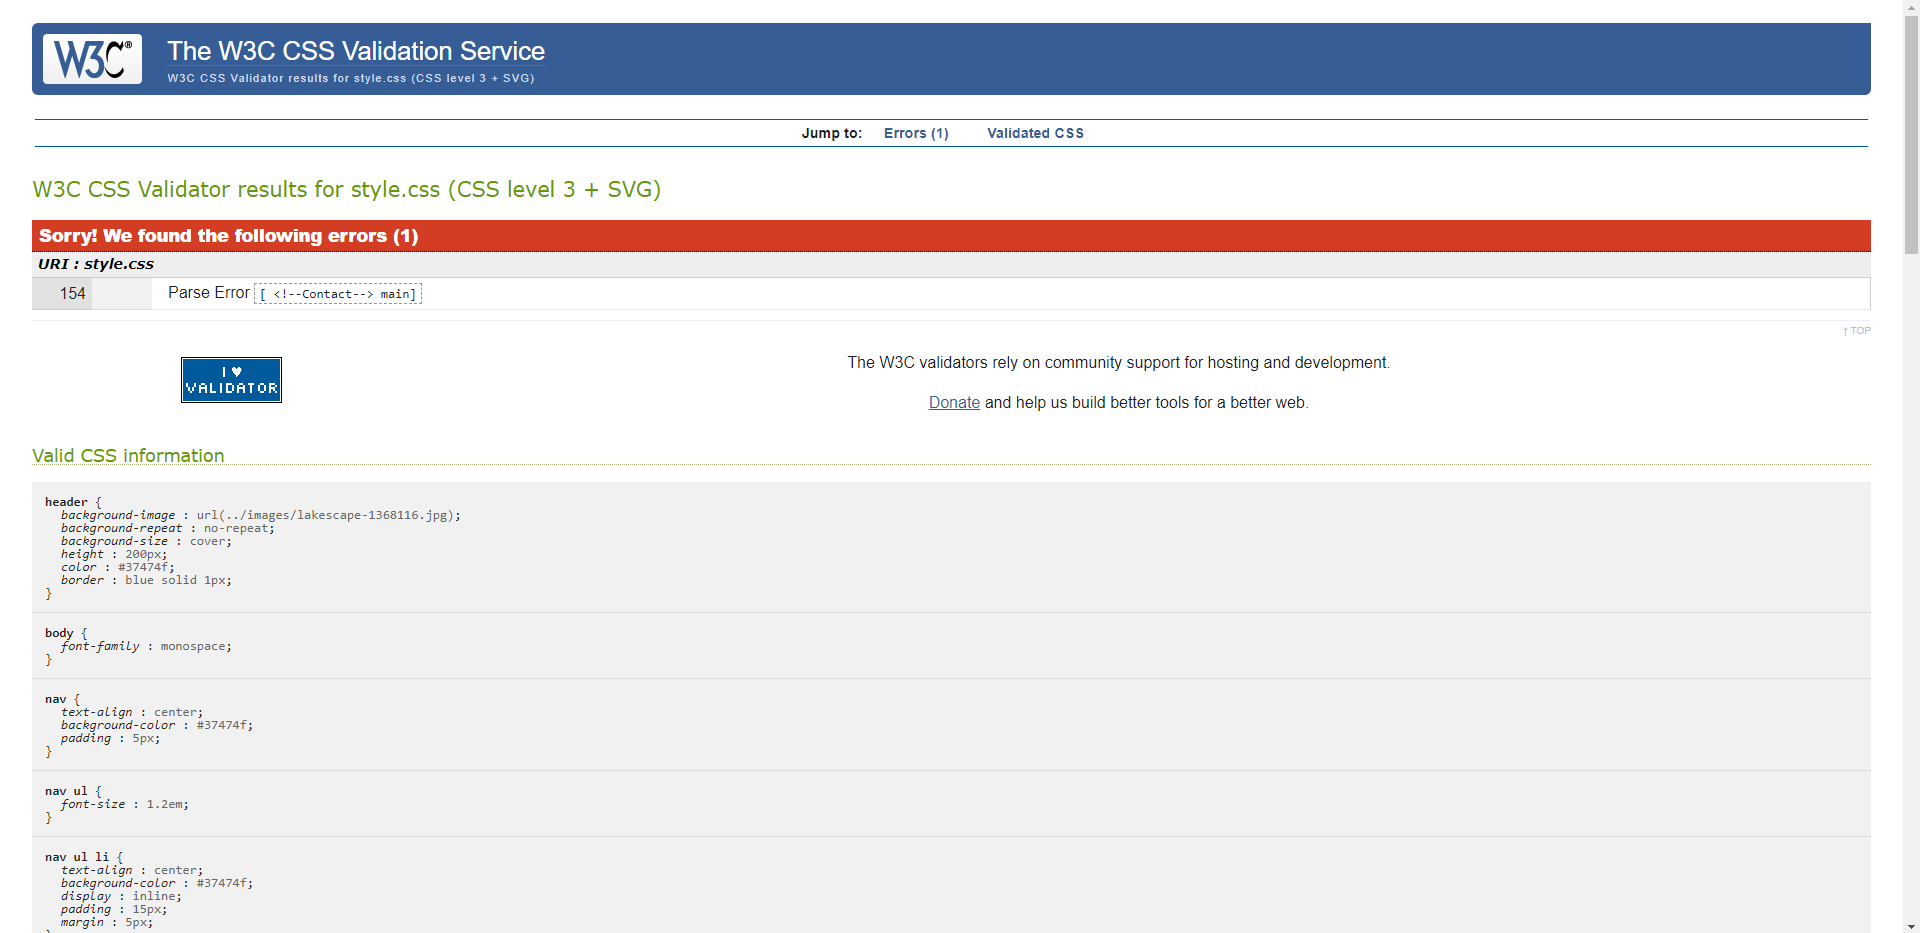 W3C®
The W3C CSS Validation Service
W3C CSS Validator results for style.css (CSS level 3 + SVG)
Jump to: Errors (1) Validated CSS
W3C CSS Validator results for style.css (CSS level 3 + SVG)
Sorry! We found the following errors (1)
URI : style.css
154 Parse Error [ <!--Contact--> main]
↑ TOP
I ♥
VALIDATOR
The W3C validators rely on community support for hosting and development.
Donate and help us build better tools for a better web.
Valid CSS information
header {
background-image : url(../images/lakescape-1368116.jpg);
background-repeat : no-repeat;
background-size : cover;
height : 200px;
color : #37474f;
border : blue solid 1px;
}
body {
font-family : monospace;
}
nav {
text-align : center;
background-color : #37474f;
padding : 5px;
}
nav ul {
font-size : 1.2em;
}
nav ul li {
text-align : center;
background-color : #37474f;
display : inline;
padding : 15px;
margin : 5px;